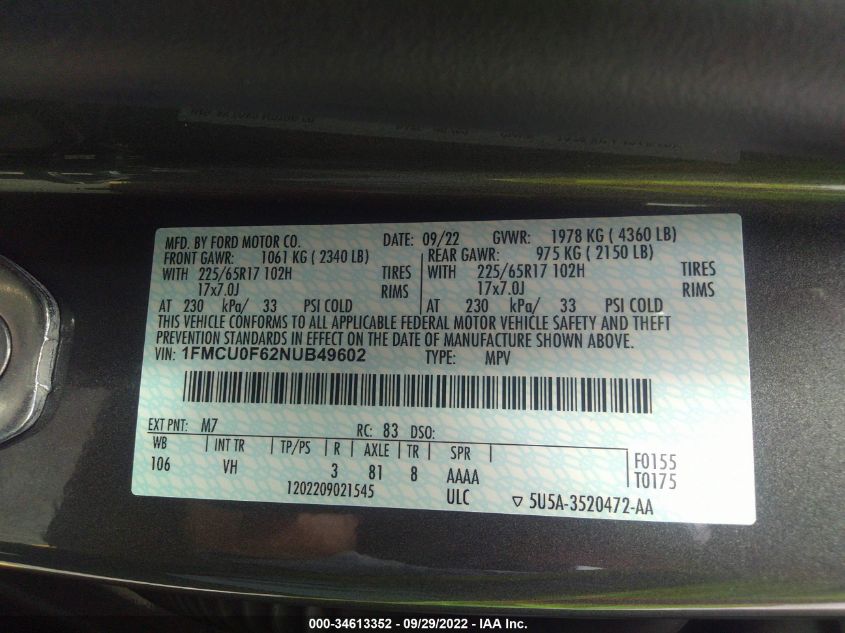 MFD. BY FORD MOTOR CO. DATE: 09/22 GVWR: 1978 KG ( 4360 LB)
FRONT GAWR: 1061 KG ( 2340 LB) REAR GAWR: 975 KG ( 2150 LB)
WITH 225/65R17 102H TIRES WITH 225/65R17 102H TIRES
17x7.0J RIMS 17x7.0J RIMS
AT 230 kPa/ 33 PSI COLD AT 230 kPa/ 33 PSI COLD
THIS VEHICLE CONFORMS TO ALL APPLICABLE FEDERAL MOTOR VEHICLE SAFETY AND THEFT
PREVENTION STANDARDS IN EFFECT ON THE DATE OF MANUFACTURE SHOWN ABOVE.
VIN: 1FMCU0F62NUB49602 TYPE: MPV
EXT PNT: M7 RC: 83 DSO:
WB INT TR TP/PS R AXLE TR SPR
106 VH 3 81 8 AAAA F0155
1202209021545 ULC T0175
5U5A-3520472-AA
000-34613352 - 09/29/2022 - IAA Inc.